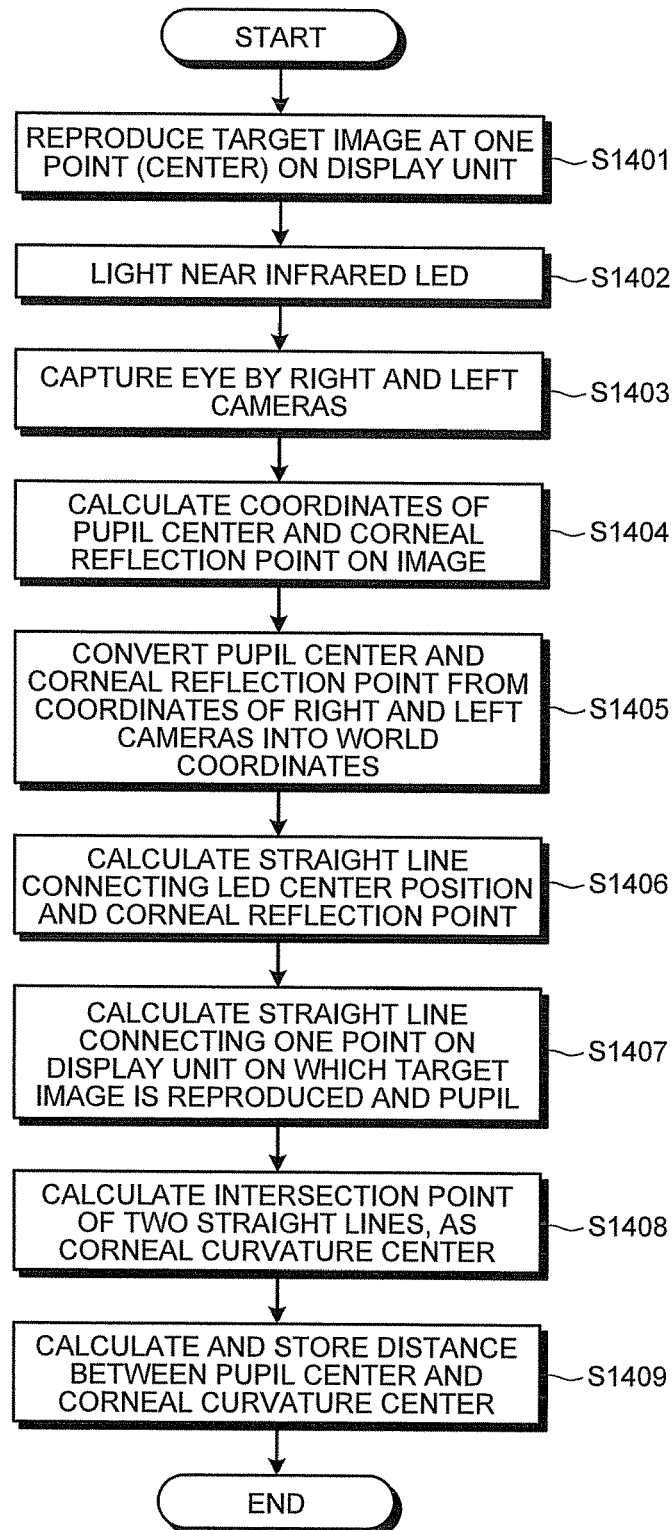 START
REPRODUCE TARGET IMAGE AT ONE
POINT (CENTER) ON DISPLAY UNIT
S1401
LIGHT NEAR INFRARED LED
S1402
CAPTURE EYE BY RIGHT AND LEFT
CAMERAS
S1403
CALCULATE COORDINATES OF
PUPIL CENTER AND CORNEAL
REFLECTION POINT ON IMAGE
S1404
CONVERT PUPIL CENTER AND
CORNEAL REFLECTION POINT FROM
COORDINATES OF RIGHT AND LEFT
CAMERAS INTO WORLD
COORDINATES
S1405
CALCULATE STRAIGHT LINE
CONNECTING LED CENTER POSITION
AND CORNEAL REFLECTION POINT
S1406
CALCULATE STRAIGHT LINE
CONNECTING ONE POINT ON
DISPLAY UNIT ON WHICH TARGET
IMAGE IS REPRODUCED AND PUPIL
S1407
CALCULATE INTERSECTION POINT
OF TWO STRAIGHT LINES, AS
CORNEAL CURVATURE CENTER
S1408
CALCULATE AND STORE DISTANCE
BETWEEN PUPIL CENTER AND
CORNEAL CURVATURE CENTER
S1409
END